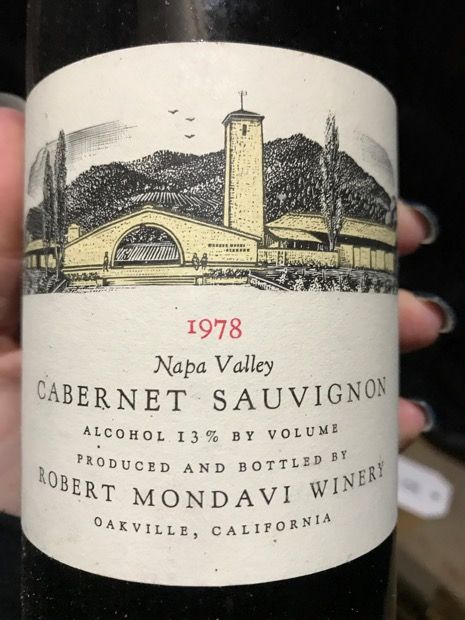 1978
Napa Valley
CABERNET SAUVIGNON
ALCOHOL 13% BY VOLUME
PRODUCED AND BOTTLED BY
ROBERT MONDAVI WINERY
OAKVILLE, CALIFORNIA